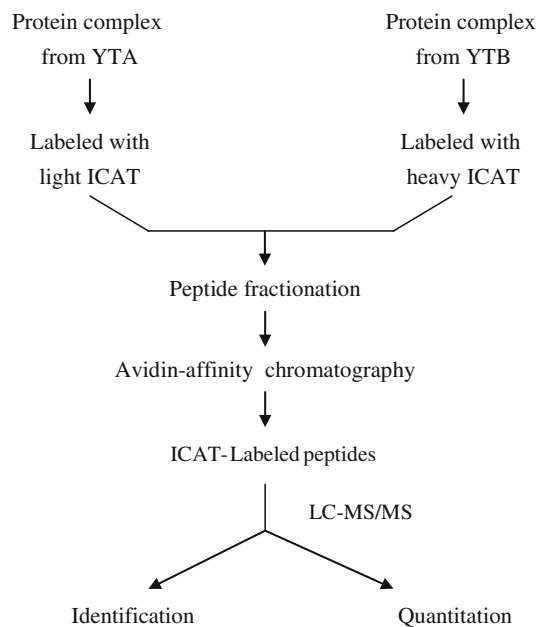 Protein complex
from YTA
Protein complex
from YTB
Labeled with
light ICAT
Labeled with
heavy ICAT
Peptide fractionation
Avidin-affinity chromatography
ICAT-Labeled peptides
LC-MS/MS
Identification
Quantitation